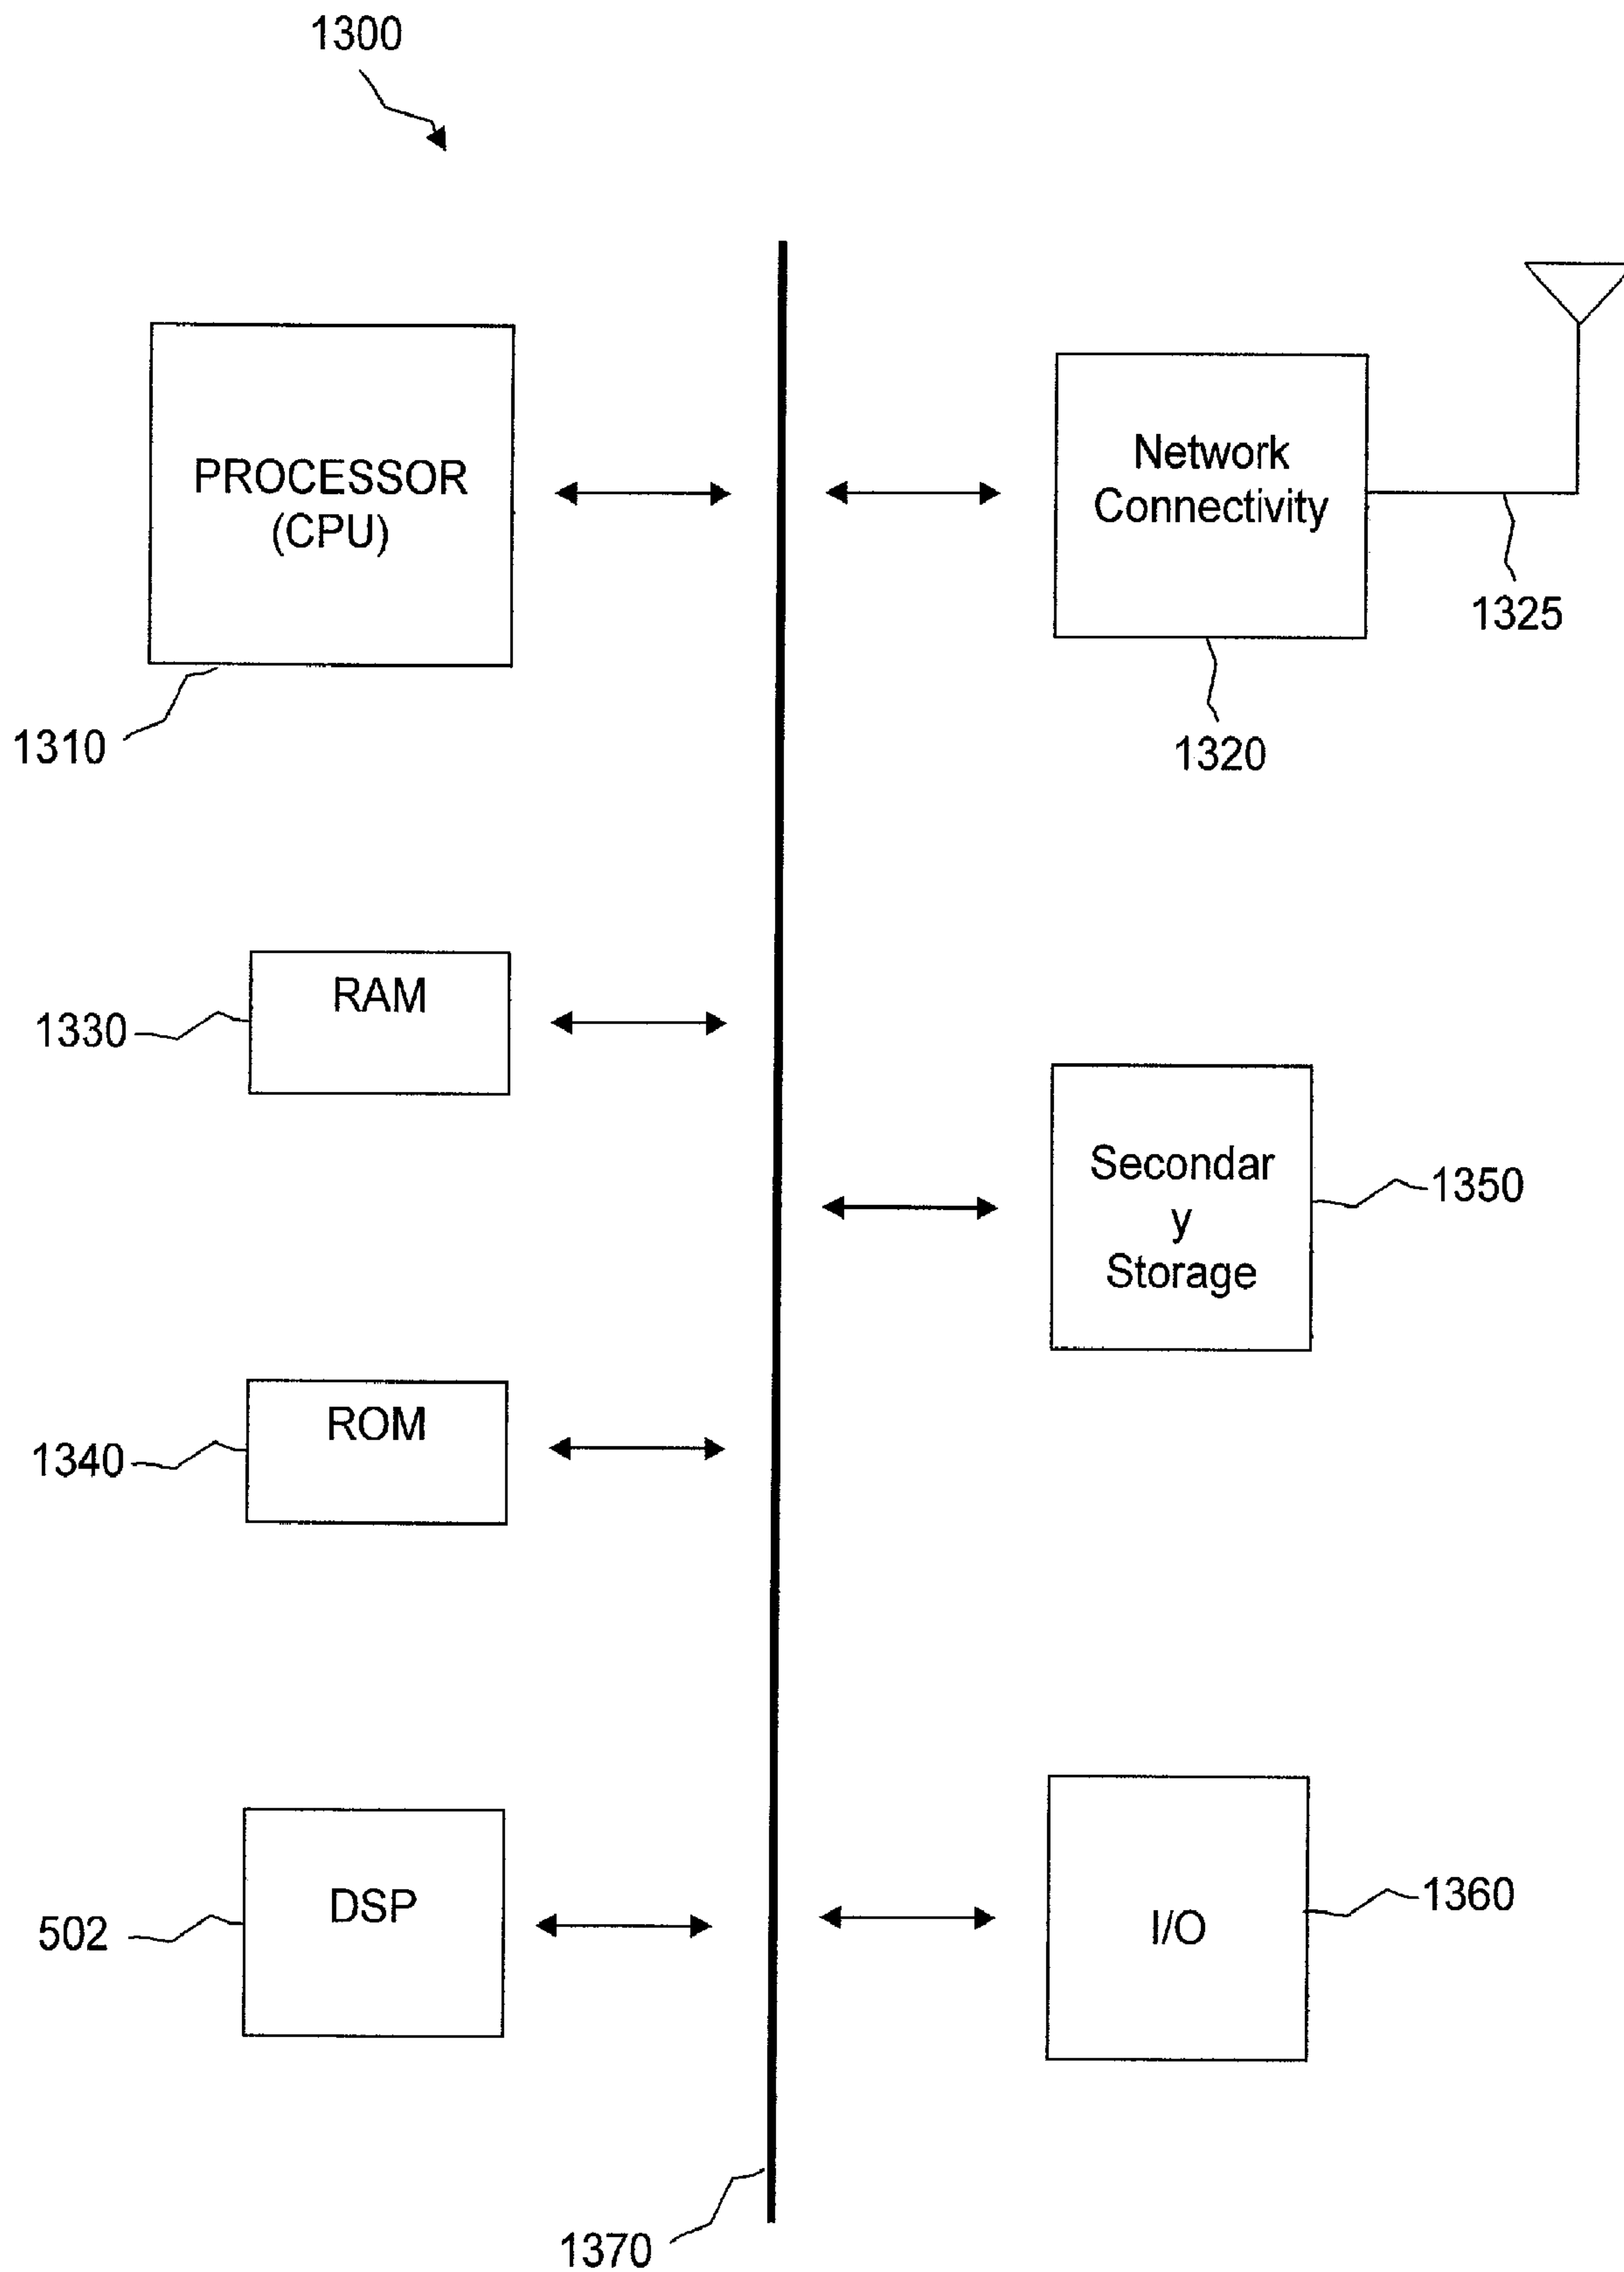 1300
PROCESSOR
(CPU)
1310
Network
Connectivity
1325
1320
RAM
1330
Secondar
y
Storage
1350
ROM
1340
DSP
502
I/O
1360
1370